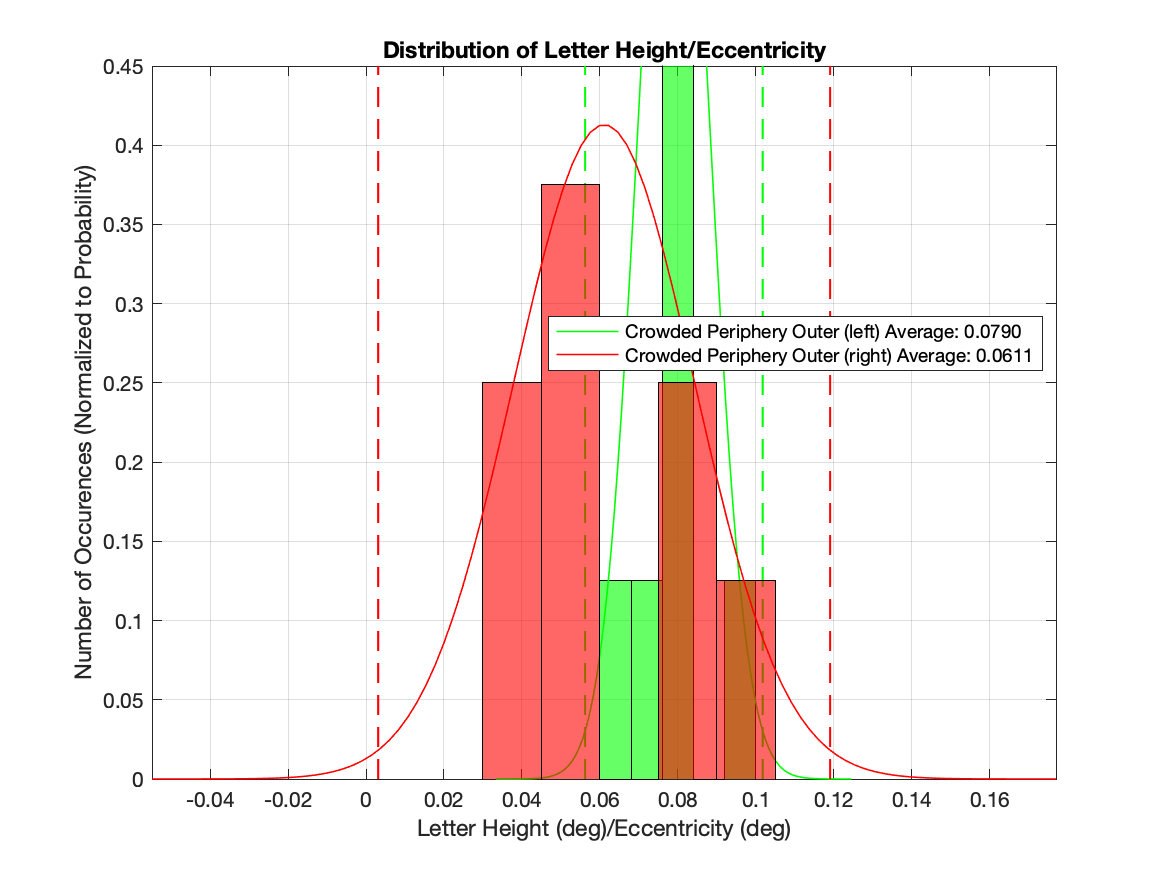 Distribution of Letter Height/Eccentricity
Number of Occurences (Normalized to Probability)
0.45
0.4
0.35
0.3
0.25
0.2
0.15
0.1
0.05
0
Crowded Periphery Outer (left) Average: 0.0790
Crowded Periphery Outer (right) Average: 0.0611
-0.04 -0.02 0 0.02 0.04 0.06 0.08 0.1 0.12 0.14 0.16
Letter Height (deg)/Eccentricity (deg)